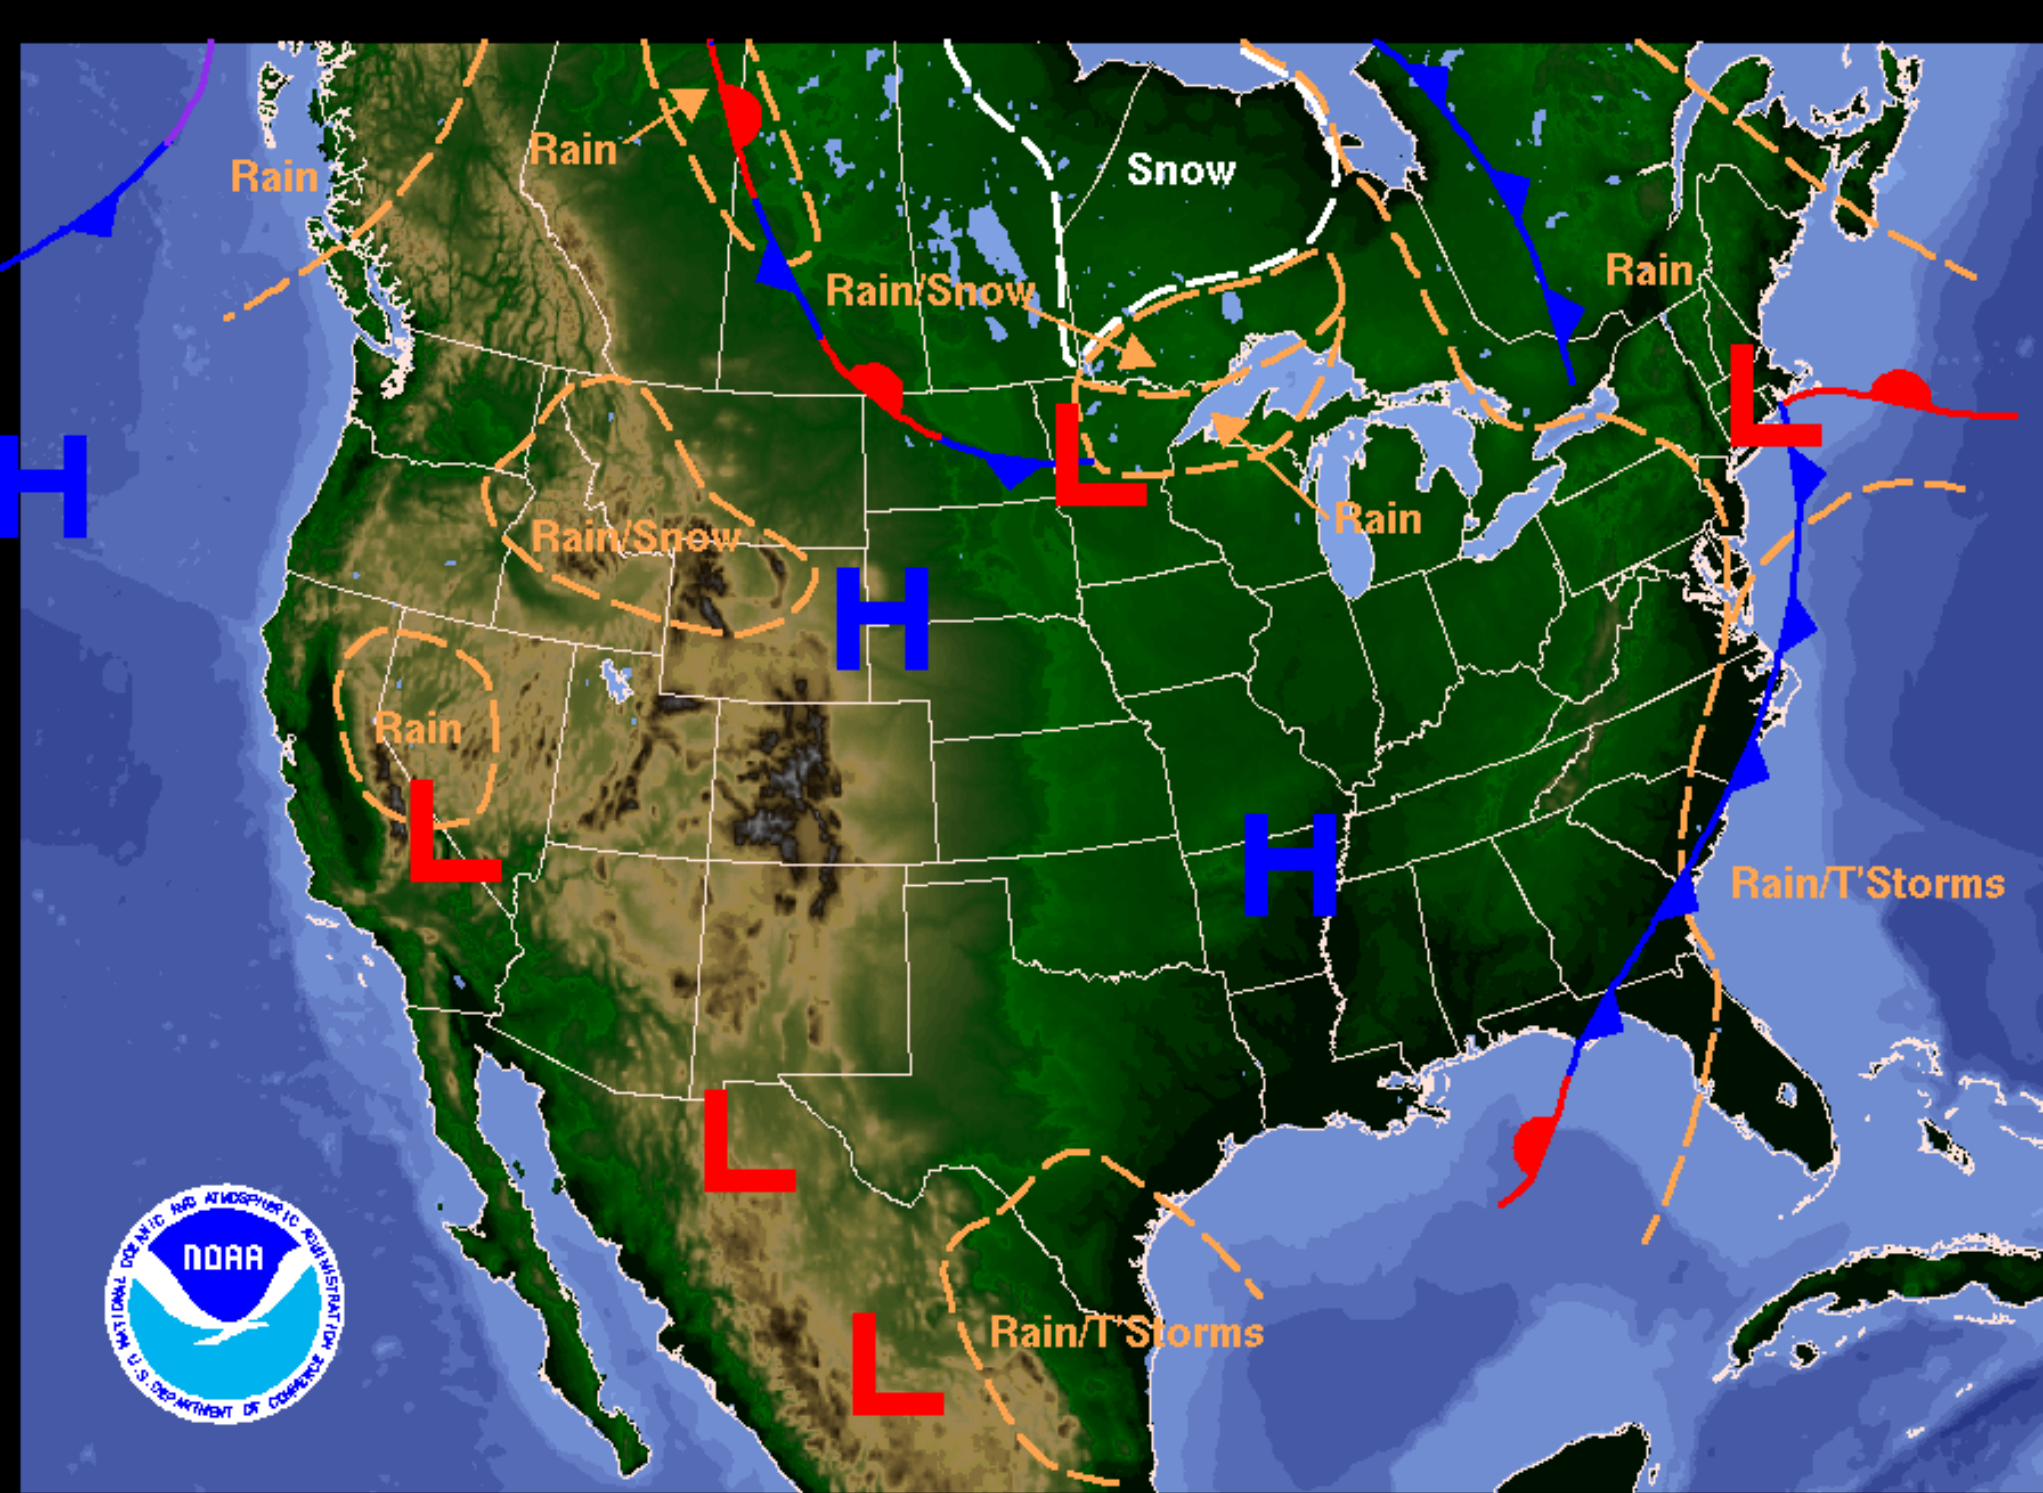 Rain
Rain
Snow
Rain/Snow
Rain
Rain/Snow
Rain
H
L
L
Rain
H
Rain
L
H
Rain/T'Storms
L
NOAA
NATIONAL OCEANIC AND ATMOSPHERIC ADMINISTRATION
U.S. DEPARTMENT OF COMMERCE
Rain/T'Storms
L